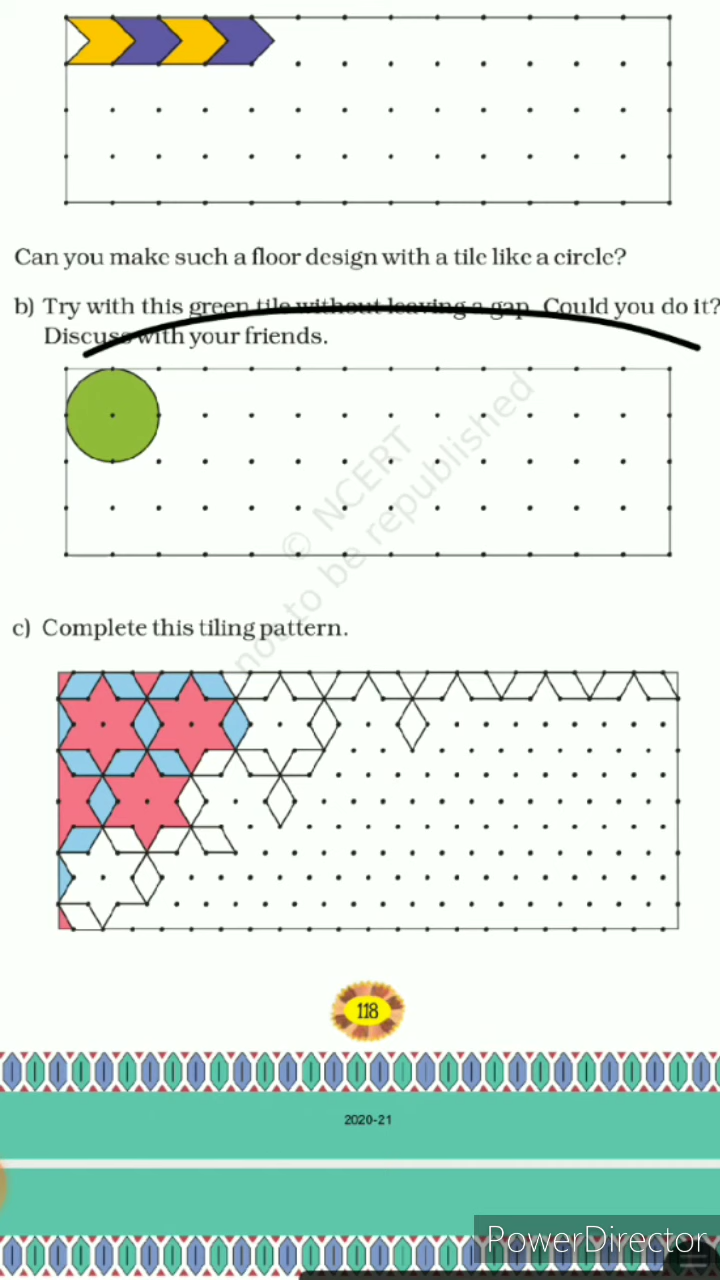 Can you make such a floor design with a tile like a circle?
b) Try with this green tile without leaving a gap. Could you do it?
Discuss with your friends.
© NCERT
not to be republished
c) Complete this tiling pattern.
118
2020-21
PowerDirector